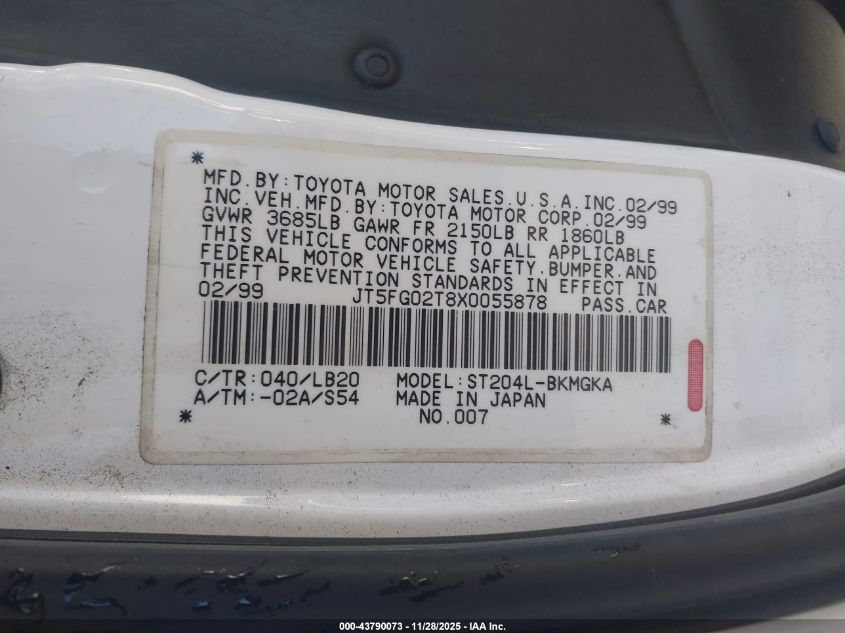 *
MFD.BY:TOYOTA MOTOR SALES.U.S.A.INC.02/99
INC.VEH.MFD.BY:TOYOTA MOTOR CORP.02/99
GVWR 3685LB GAWR FR 2150LB RR 1860LB
THIS VEHICLE CONFORMS TO ALL APPLICABLE
FEDERAL MOTOR VEHICLE SAFETY.BUMPER.AND
THEFT PREVENTION STANDARDS IN EFFECT IN
02/99 JT5FG02T8X0055878 PASS.CAR
C/TR:040/LB20 MODEL:ST204L-BKMGKA
A/TM:-02A/S54 MADE IN JAPAN
* NO.007 *
000-43790073 - 11/28/2025 - IAA Inc.